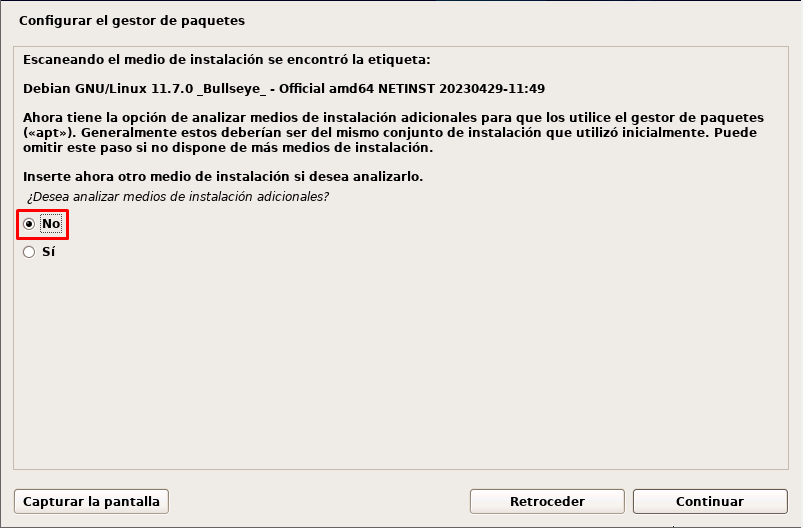 Configurar el gestor de paquetes
Escaneando el medio de instalación se encontró la etiqueta:
Debian GNU/Linux 11.7.0 _Bullseye_ - Official amd64 NETINST 20230429-11:49
Ahora tiene la opción de analizar medios de instalación adicionales para que los utilice el gestor de paquetes
(«apt»). Generalmente estos deberían ser del mismo conjunto de instalación que utilizó inicialmente. Puede
omitir este paso si no dispone de más medios de instalación.
Inserte ahora otro medio de instalación si desea analizarlo.
¿Desea analizar medios de instalación adicionales?
No
Sí
Capturar la pantalla
Retroceder
Continuar